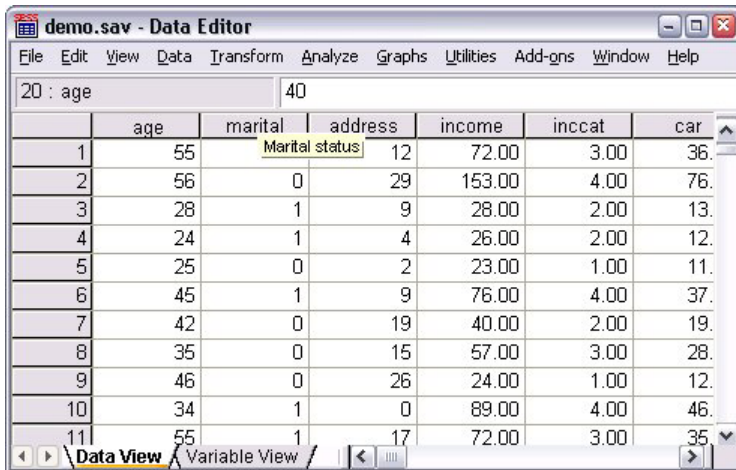 demo.sav - Data Editor
File Edit View Data Transform Analyze Graphs Utilities Add-ons Window Help
20 : age 40
age marital address income inccat car
Marital status
1 55 12 72.00 3.00 36.
2 56 0 29 153.00 4.00 76.
3 28 1 9 28.00 2.00 13.
4 24 1 4 26.00 2.00 12.
5 25 0 2 23.00 1.00 11.
6 45 1 9 76.00 4.00 37.
7 42 0 19 40.00 2.00 19.
8 35 0 15 57.00 3.00 28.
9 46 0 26 24.00 1.00 12.
10 34 1 0 89.00 4.00 46.
11 55 1 17 72.00 3.00 35.
Data View Variable View